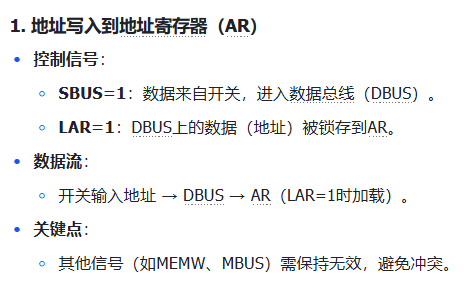 1. 地址写入到地址寄存器（AR）
控制信号：
SBUS=1：数据来自开关，进入数据总线（DBUS）。
LAR=1：DBUS上的数据（地址）被锁存到AR。
数据流：
开关输入地址 → DBUS → AR（LAR=1时加载）。
关键点：
其他信号（如MEMW、MBUS）需保持无效，避免冲突。